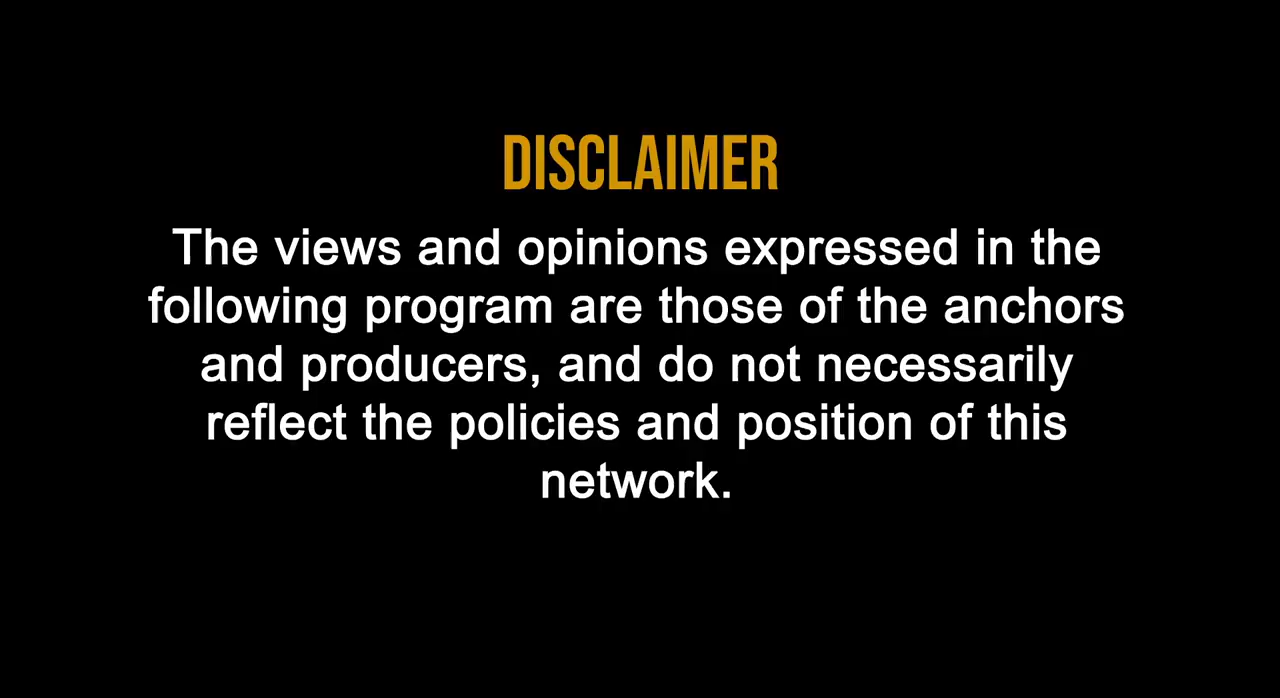 DISCLAIMER
The views and opinions expressed in the
following program are those of the anchors
and producers, and do not necessarily
reflect the policies and position of this
network.